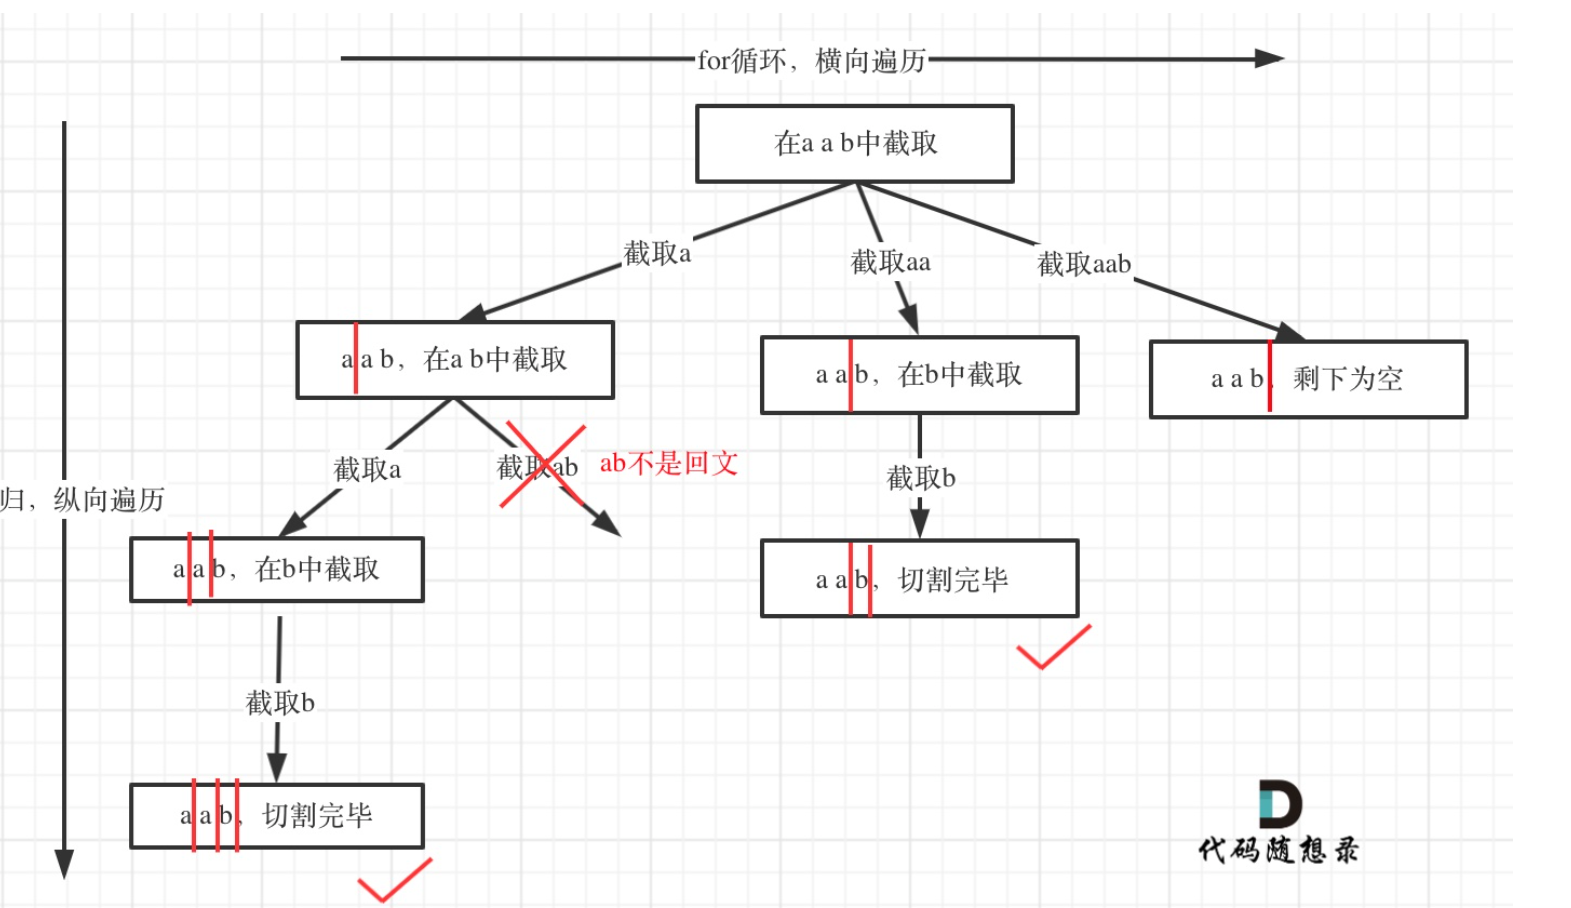 for循环，横向遍历
在a a b中截取
截取a
截取aa
截取aab
a a b，在a b中截取
a a b，在b中截取
a a b，剩下为空
截取a
截取ab
ab不是回文
截取b
归，纵向遍历
a a b，在b中截取
a a b，切割完毕
截取b
a a b，切割完毕
代码随想录